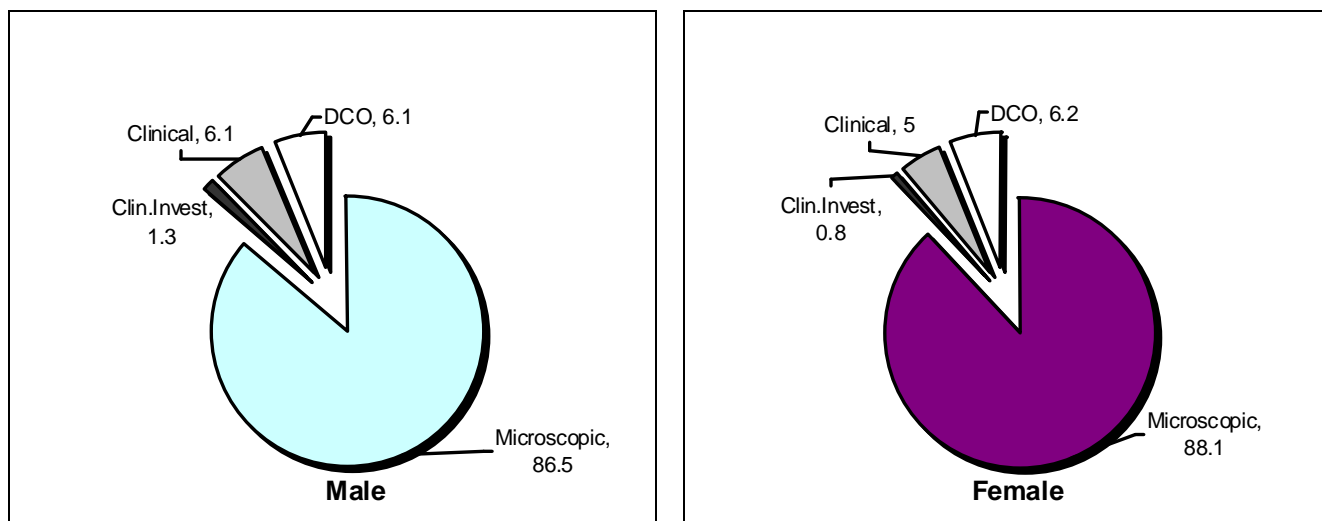 DCO, 6.1
Clinical, 6.1
Clin.Invest,
1.3
Microscopic,
86.5
Male
DCO, 6.2
Clinical, 5
Clin.Invest,
0.8
Microscopic,
88.1
Female